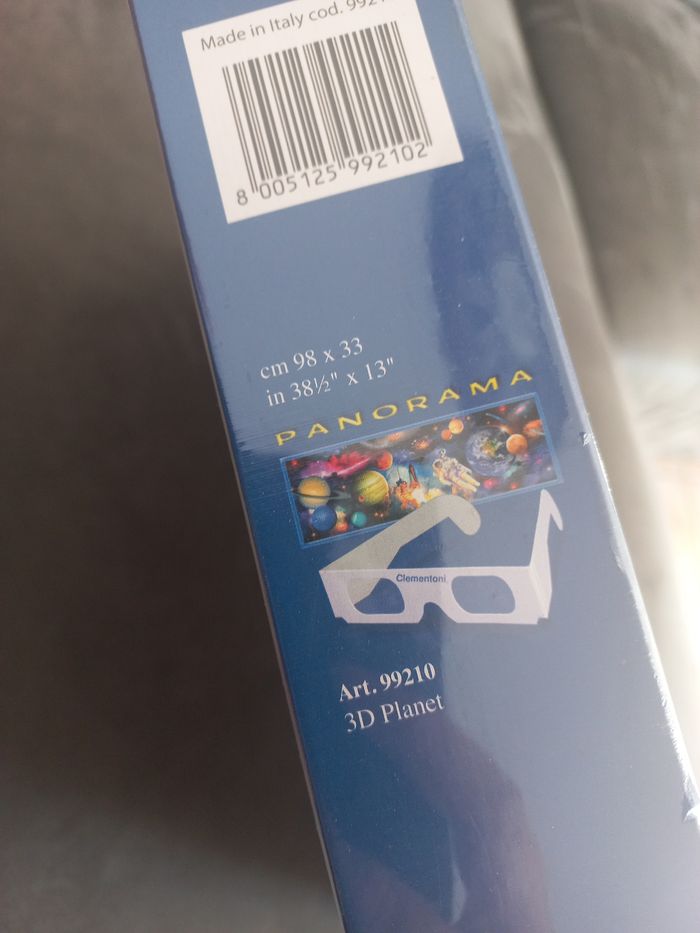 Made in Italy cod.
8 005125 992102
cm 98 x 33
in 38½" x 13"
PANORAMA
Clementoni
Art. 99210
3D Planet